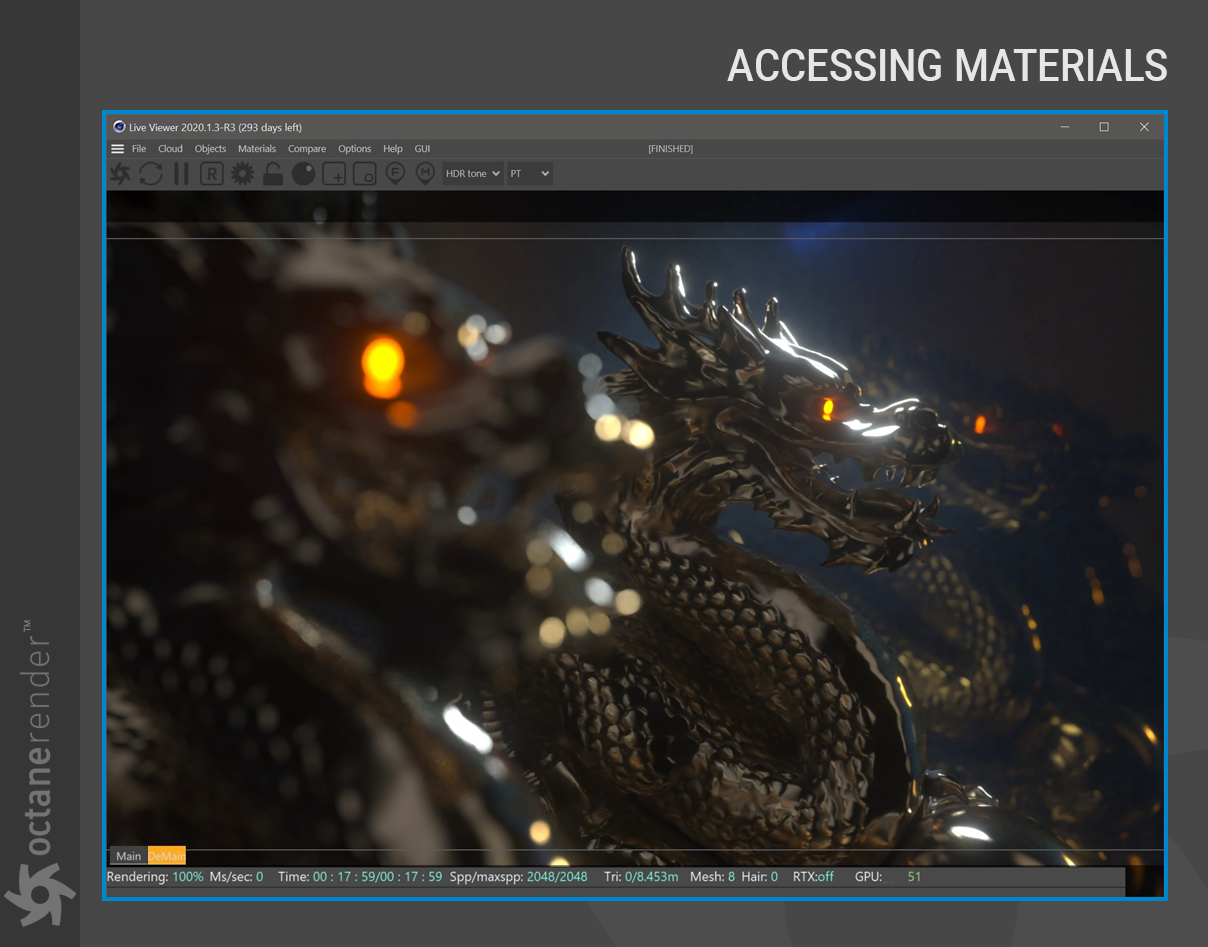 ACCESSING MATERIALS
Live Viewer 2020.1.3-R3 (293 days left)
File Cloud Objects Materials Compare Options Help GUI [FINISHED]
R + F M HDR tone PT
Main DeMain
Rendering: 100% Ms/sec: 0 Time: 00 : 17 : 59/00 : 17 : 59 Spp/maxspp: 2048/2048 Tri: 0/8.453m Mesh: 8 Hair: 0 RTX:off GPU: 51
octanerender™